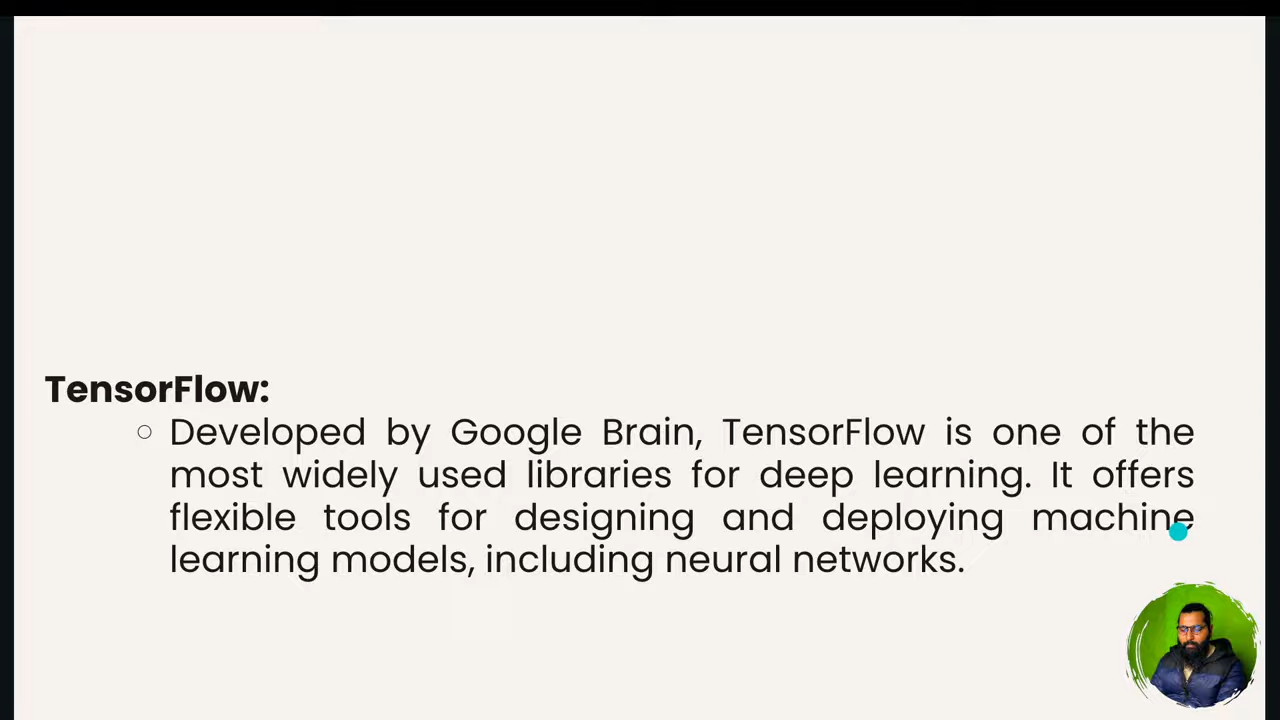 TensorFlow:
Developed by Google Brain, TensorFlow is one of the
most widely used libraries for deep learning. It offers
flexible tools for designing and deploying machine
learning models, including neural networks.